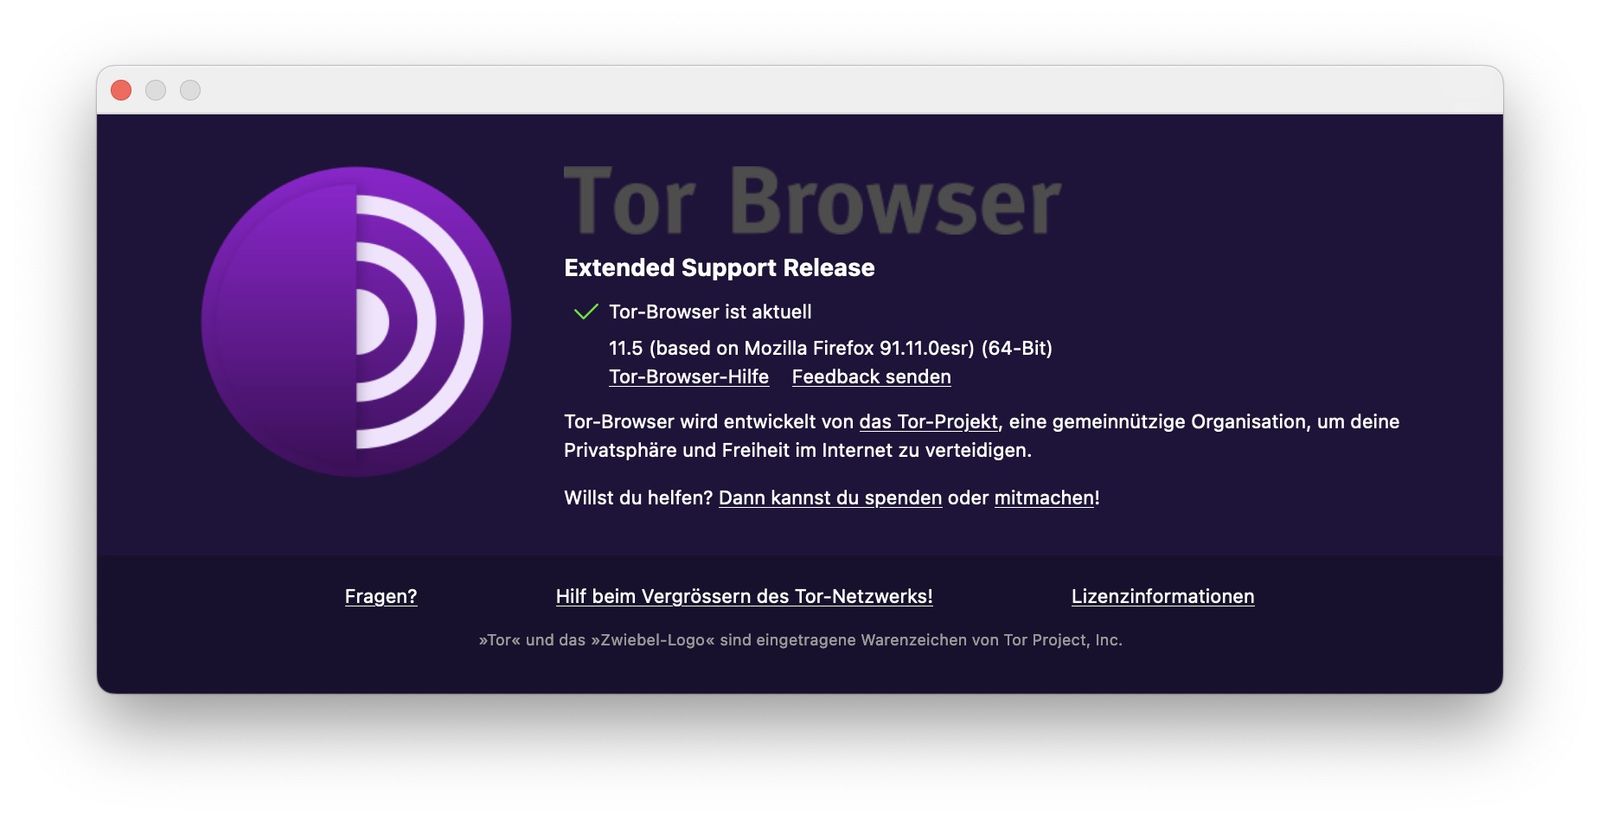 Tor Browser
Extended Support Release
Tor-Browser ist aktuell
11.5 (based on Mozilla Firefox 91.11.0esr) (64-Bit)
Tor-Browser-Hilfe Feedback senden
Tor-Browser wird entwickelt von das Tor-Projekt, eine gemeinnützige Organisation, um deine
Privatsphäre und Freiheit im Internet zu verteidigen.
Willst du helfen? Dann kannst du spenden oder mitmachen!
Fragen? Hilf beim Vergrössern des Tor-Netzwerks! Lizenzinformationen
»Tor« und das »Zwiebel-Logo« sind eingetragene Warenzeichen von Tor Project, Inc.